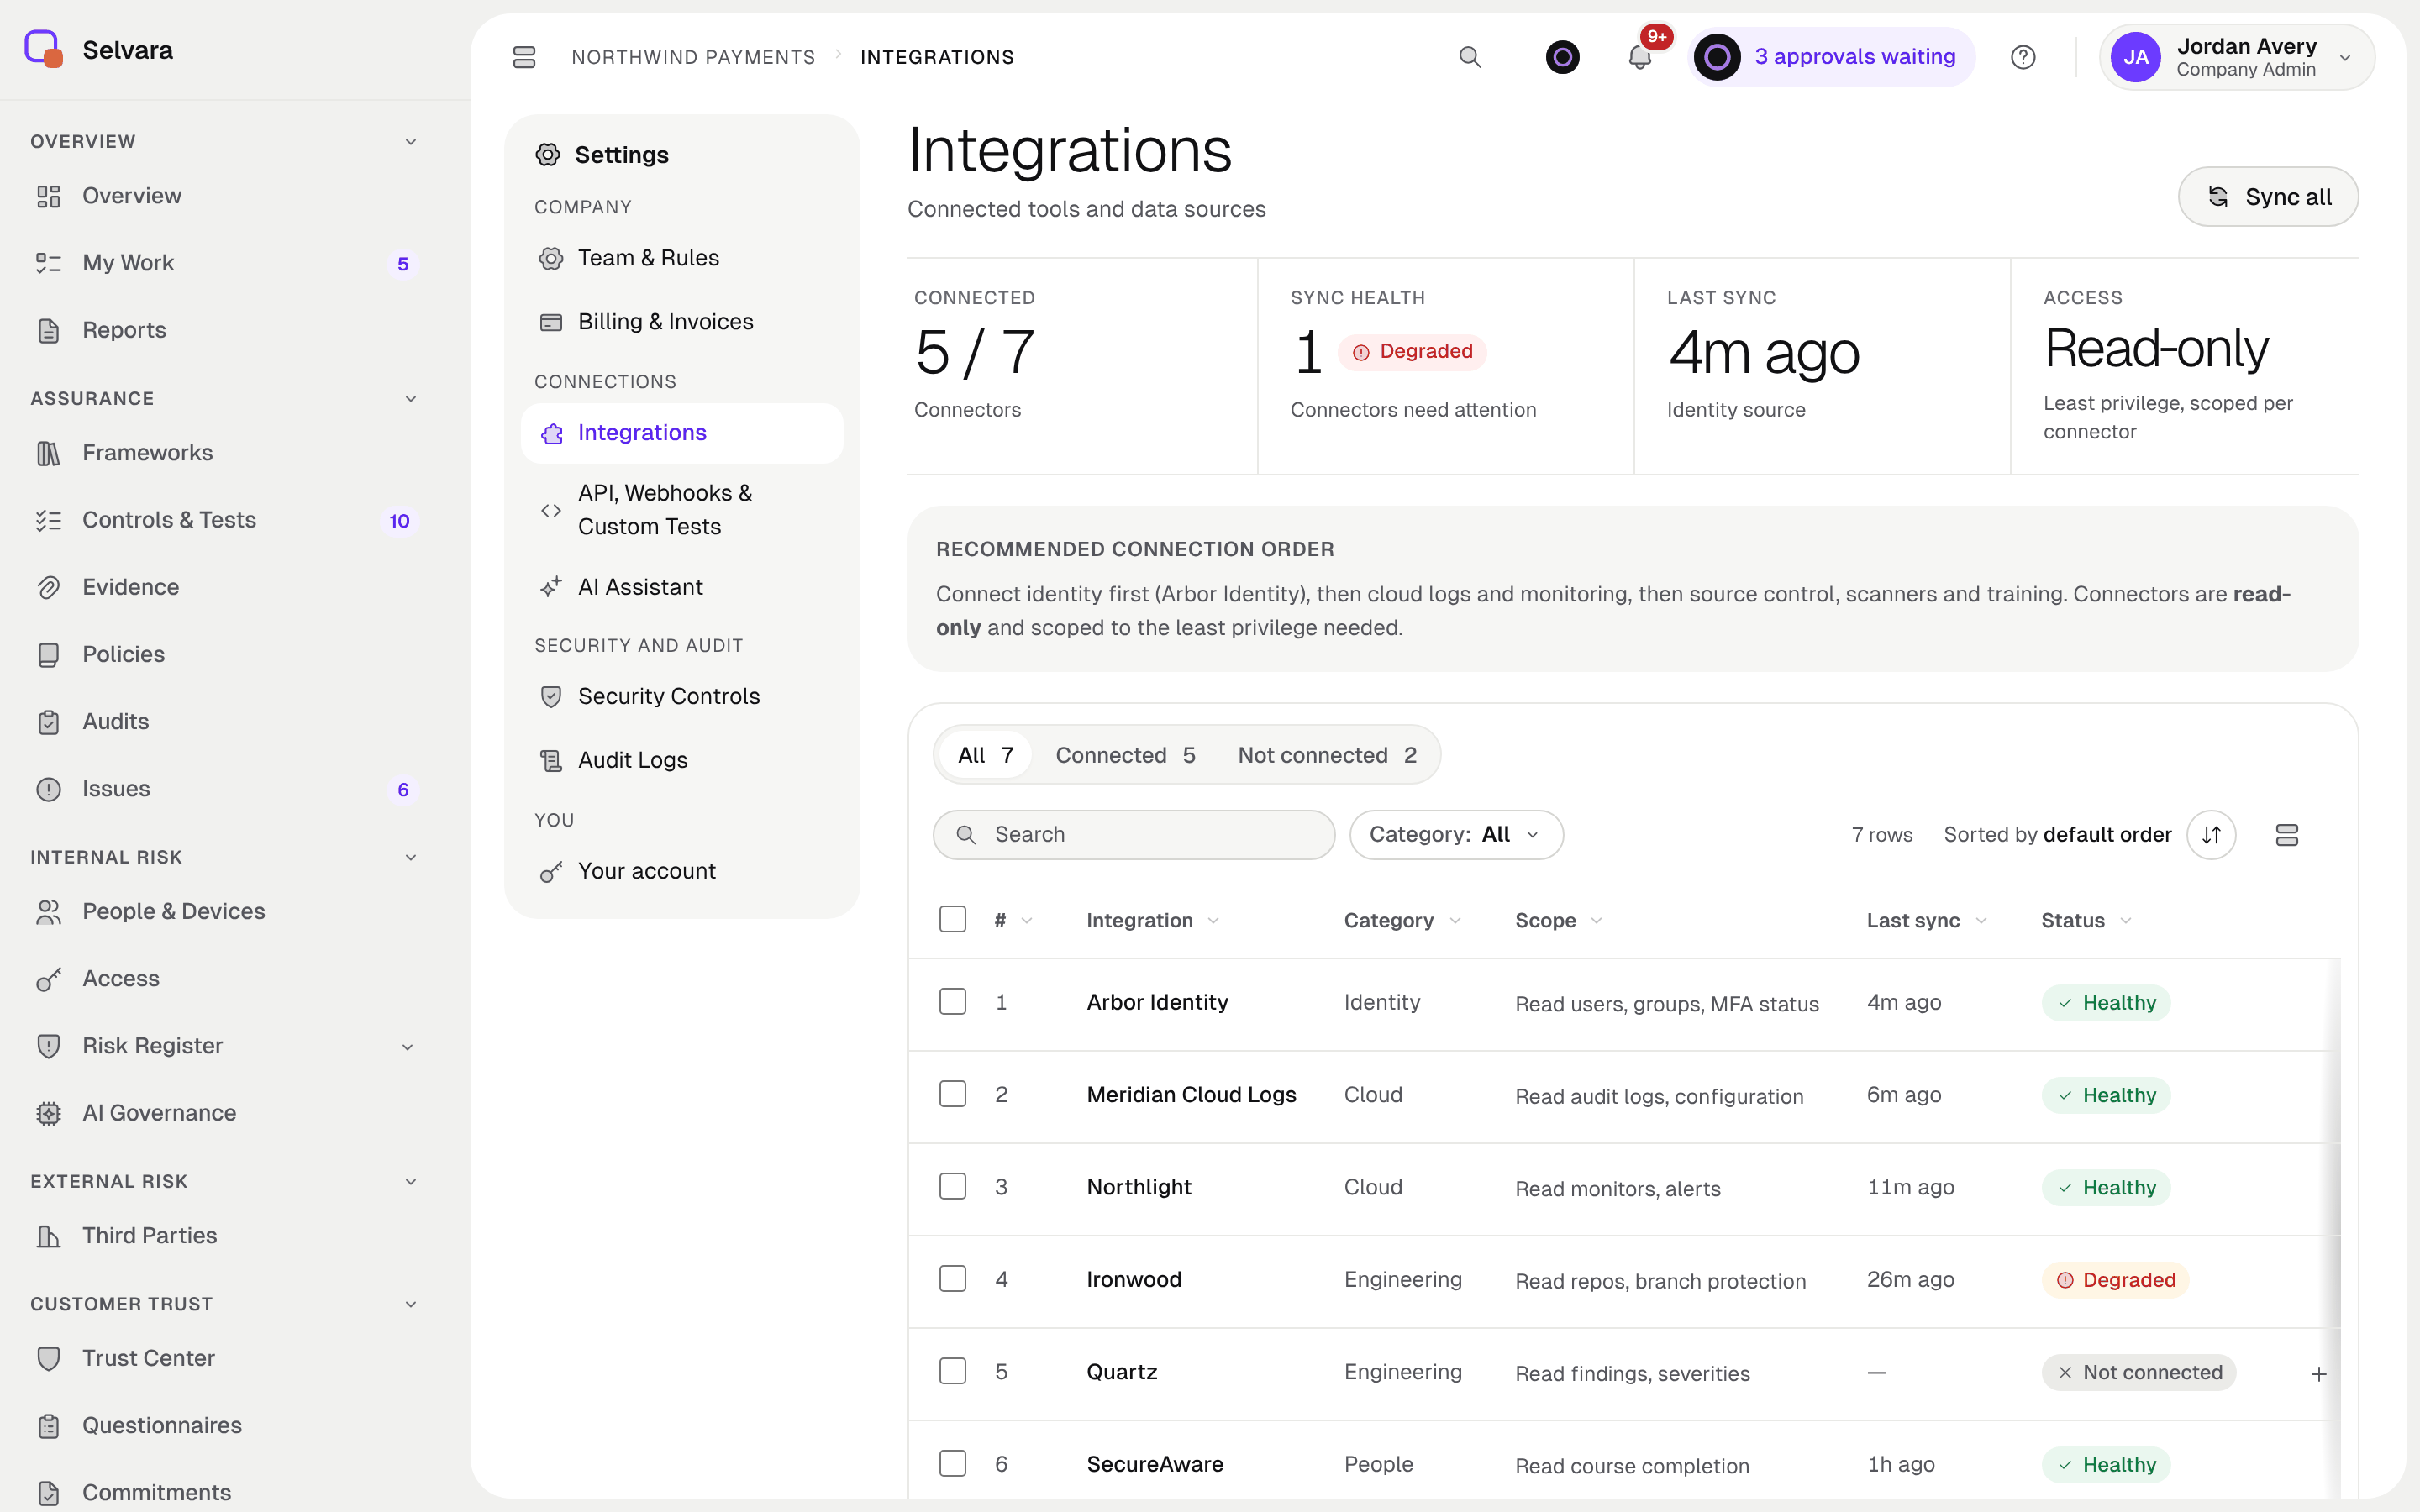 Selvara
OVERVIEW
Overview
My Work 5
Reports
ASSURANCE
Frameworks
Controls & Tests 10
Evidence
Policies
Audits
Issues 6
INTERNAL RISK
People & Devices
Access
Risk Register
AI Governance
EXTERNAL RISK
Third Parties
CUSTOMER TRUST
Trust Center
Questionnaires
Commitments
NORTHWIND PAYMENTS INTEGRATIONS
9+
3 approvals waiting
JA
Jordan Avery
Company Admin
Settings
COMPANY
Team & Rules
Billing & Invoices
CONNECTIONS
Integrations
API, Webhooks &
Custom Tests
AI Assistant
SECURITY AND AUDIT
Security Controls
Audit Logs
YOU
Your account
Integrations
Connected tools and data sources
Sync all
CONNECTED
5 / 7
Connectors
SYNC HEALTH
1 Degraded
Connectors need attention
LAST SYNC
4m ago
Identity source
ACCESS
Read-only
Least privilege, scoped per
connector
RECOMMENDED CONNECTION ORDER
Connect identity first (Arbor Identity), then cloud logs and monitoring, then source control, scanners and training. Connectors are read-
only and scoped to the least privilege needed.
All 7 Connected 5 Not connected 2
Search Category: All 7 rows Sorted by default order
# Integration Category Scope Last sync Status
1 Arbor Identity Identity Read users, groups, MFA status 4m ago Healthy
2 Meridian Cloud Logs Cloud Read audit logs, configuration 6m ago Healthy
3 Northlight Cloud Read monitors, alerts 11m ago Healthy
4 Ironwood Engineering Read repos, branch protection 26m ago Degraded
5 Quartz Engineering Read findings, severities — Not connected
6 SecureAware People Read course completion 1h ago Healthy